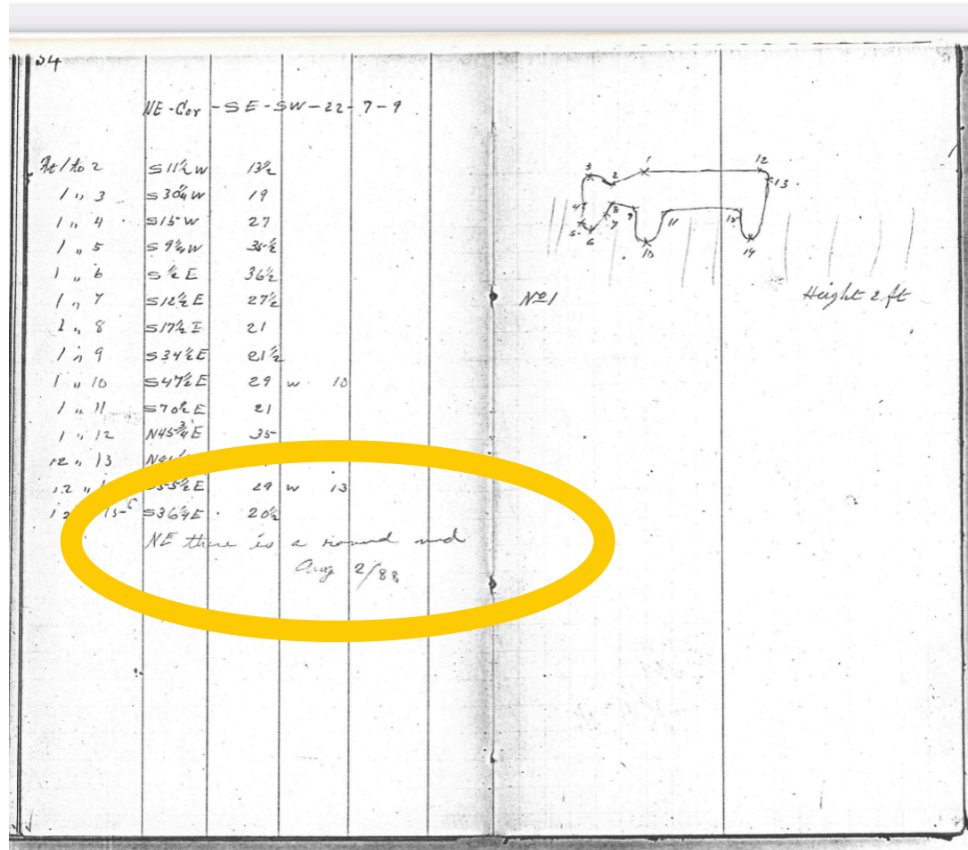 34
NE-Cor-SE-SW-22-7-9
1 to 2 S11½W 13½
1 " 3 S30¼W 19
1 " 4 S15W 27
1 " 5 S9¼W 35½
1 " 6 S½E 36½
1 " 7 S12½E 27½
1 " 8 S17½E 21
1 " 9 S34½E 21½
1 " 10 S47½E 29 w 10
1 " 11 S70½E 21
1 " 12 N45¾E 35
12 " 13
12 " S55½E 29 w 13
15 S36¼E 20½
NE there is a round md
Aug 2/88
3 1 12
2 13
4 8 9 11 15
5 7
6 10 14
No1 Height 2 ft